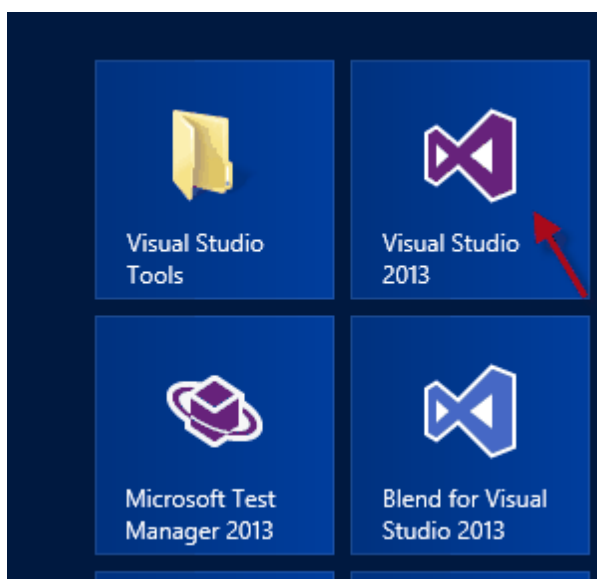 Visual Studio
Tools
Visual Studio
2013
Microsoft Test
Manager 2013
Blend for Visual
Studio 2013